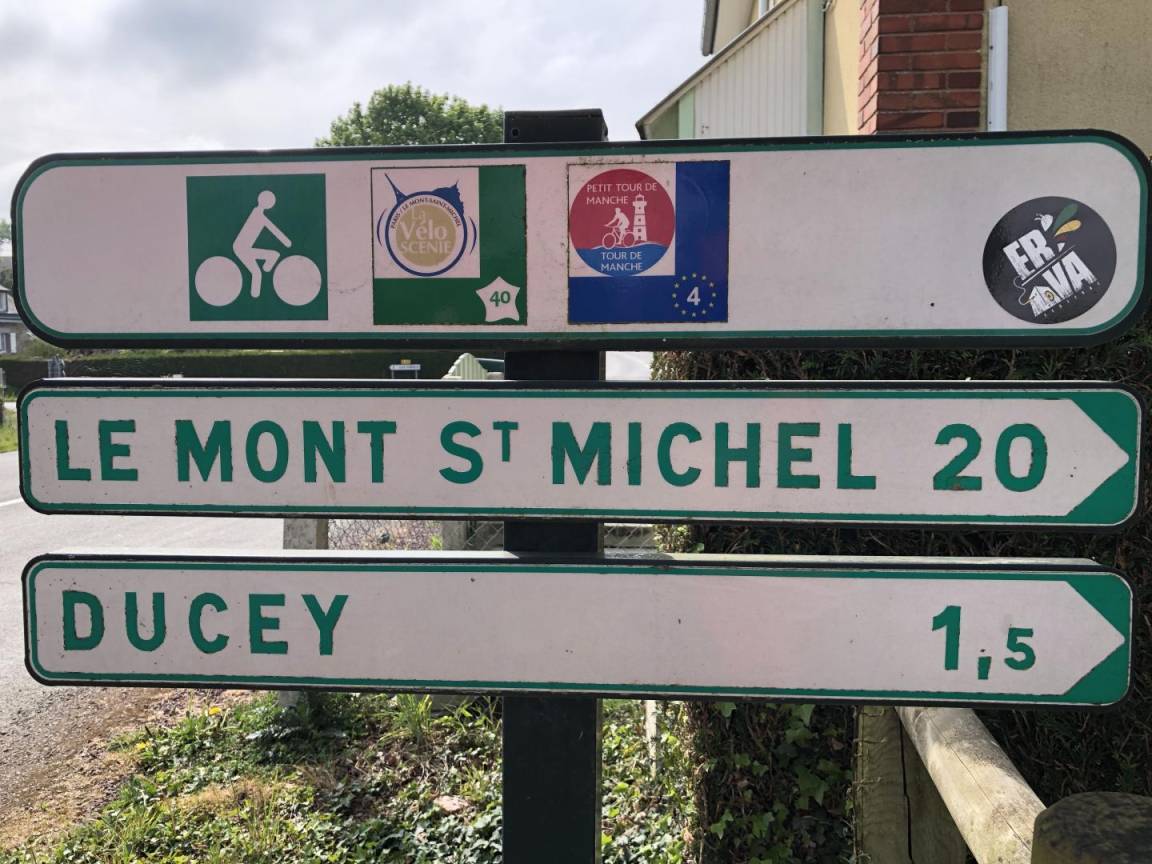 PARIS / LE MONT-SAINT-MICHEL
La
Vélo
SCÉNIE
40
PETIT TOUR DE
MANCHE
TOUR DE
MANCHE
4
LE MONT ST MICHEL 20
DUCEY 1,5